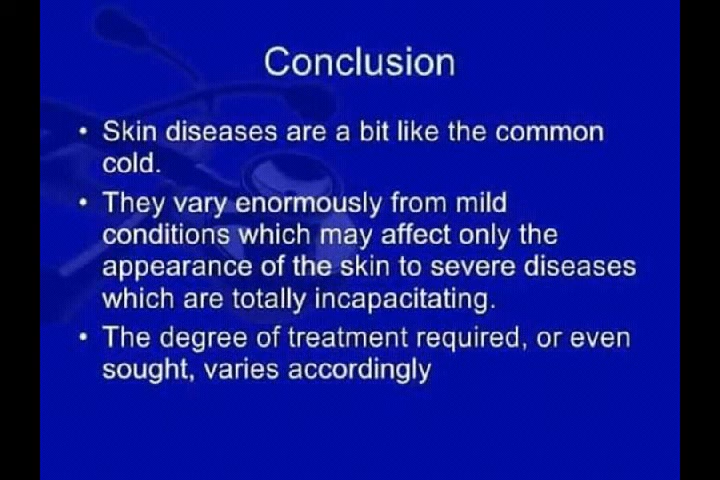 Conclusion
• Skin diseases are a bit like the common
cold.
• They vary enormously from mild
conditions which may affect only the
appearance of the skin to severe diseases
which are totally incapacitating.
• The degree of treatment required, or even
sought, varies accordingly